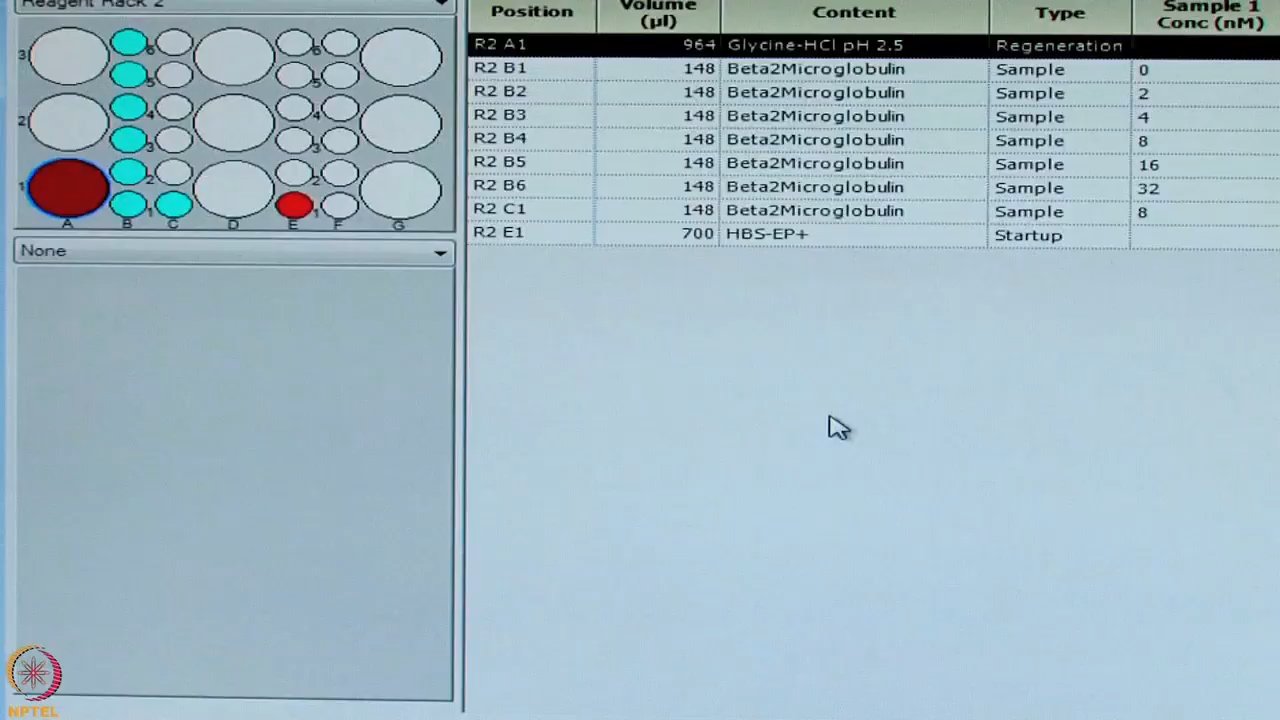 Reagent Rack 2
3 6 6
5 5
2 4 4
3 3
1 2 2
1 1
A B C D E F G
None
Position Volume (µl) Content Type Sample 1 Conc (nM)
R2 A1 964 Glycine-HCl pH 2.5 Regeneration
R2 B1 148 Beta2Microglobulin Sample 0
R2 B2 148 Beta2Microglobulin Sample 2
R2 B3 148 Beta2Microglobulin Sample 4
R2 B4 148 Beta2Microglobulin Sample 8
R2 B5 148 Beta2Microglobulin Sample 16
R2 B6 148 Beta2Microglobulin Sample 32
R2 C1 148 Beta2Microglobulin Sample 8
R2 E1 700 HBS-EP+ Startup
NPTEL